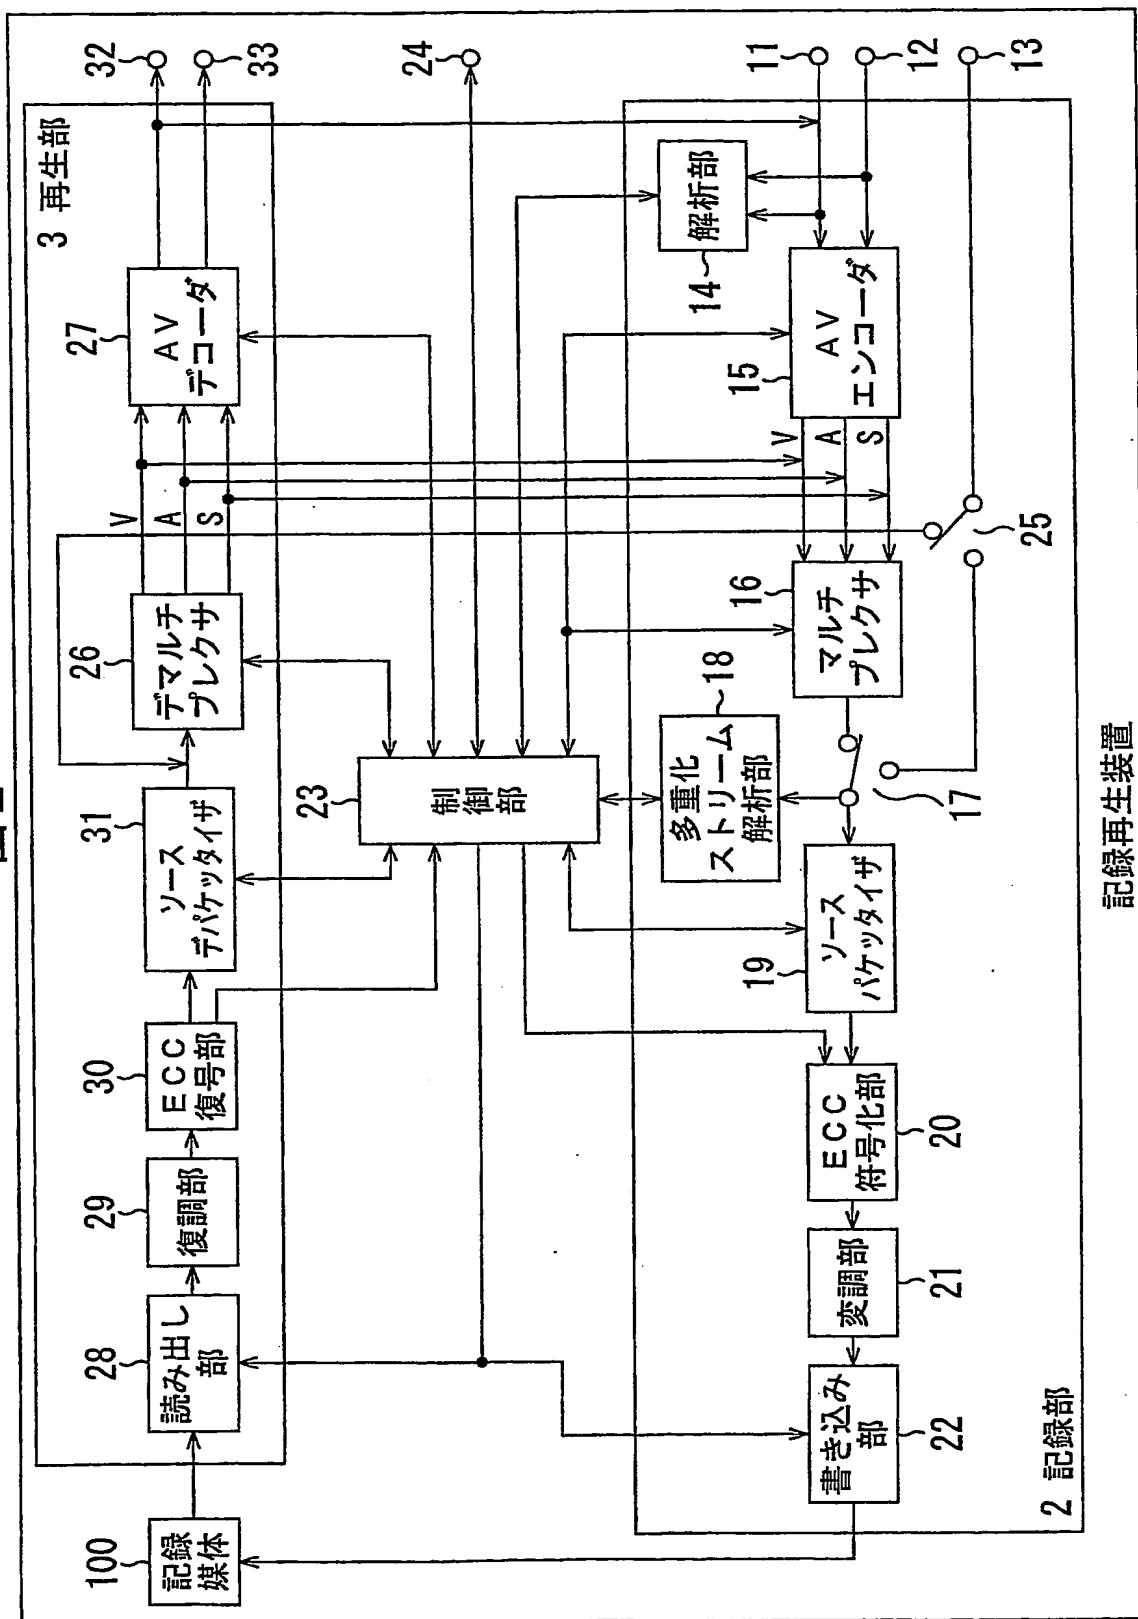 3 再生部
32
33
24
11
12
13
27
AV
デコーダ
V
A
S
26
デマルチ
プレクサ
31
ソース
デパケッタイザ
30
ECC
復号部
29
復調部
28
読み出し
部
100
記録
媒体
23
制御
部
14
解析部
15
AV
エンコーダ
V
A
S
25
16
マルチ
プレクサ
18
多重化
ストリーム
解析部
17
19
ソース
パケッタイザ
20
ECC
符号化部
21
変調部
22
書き込み
部
2 記録部
記録再生装置